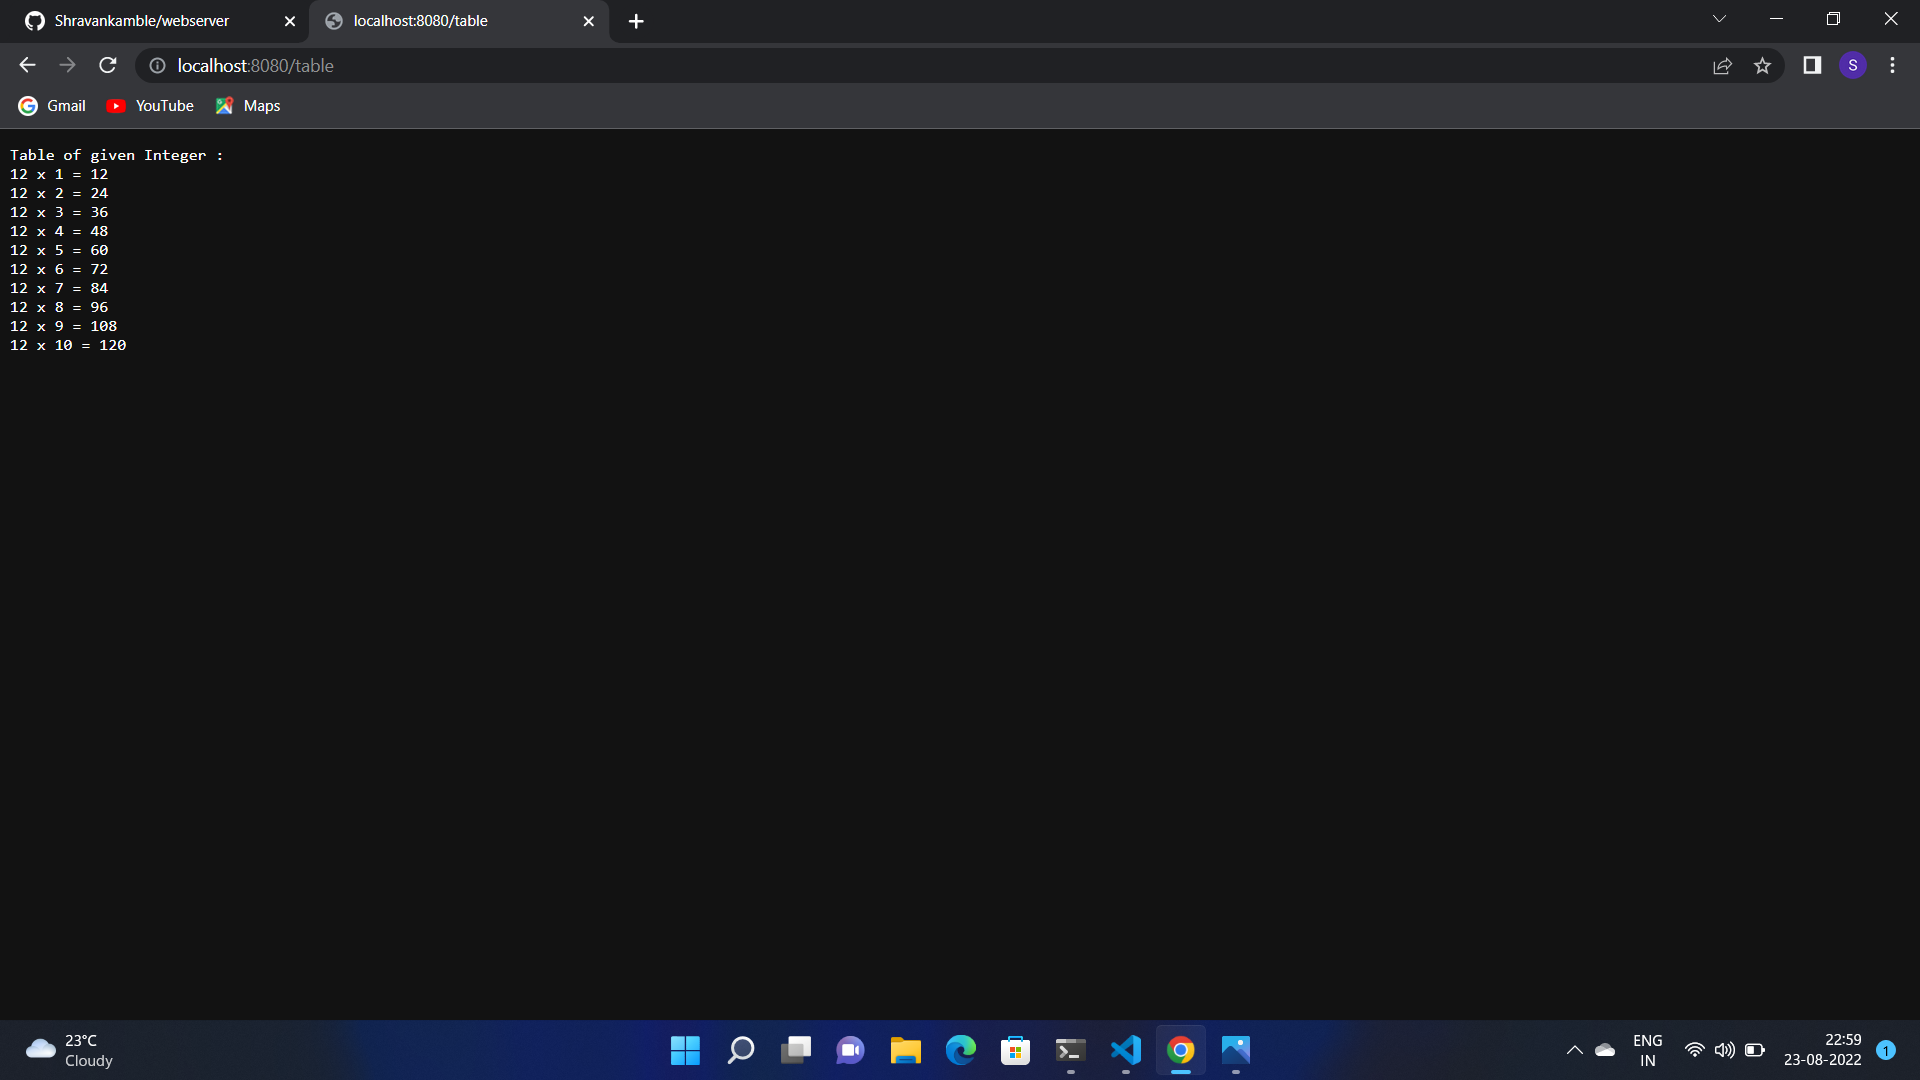 Shravankamble/webserver
localhost:8080/table
localhost:8080/table
S
Gmail YouTube Maps
Table of given Integer :
12 x 1 = 12
12 x 2 = 24
12 x 3 = 36
12 x 4 = 48
12 x 5 = 60
12 x 6 = 72
12 x 7 = 84
12 x 8 = 96
12 x 9 = 108
12 x 10 = 120
23°C
Cloudy
ENG
IN
22:59
23-08-2022
1